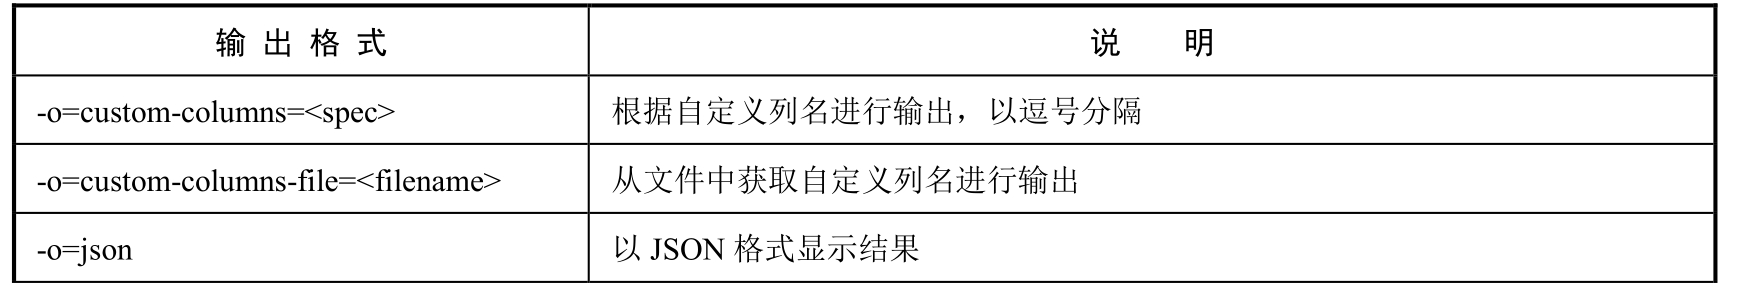 输出格式 说明
-o=custom-columns=<spec> 根据自定义列名进行输出，以逗号分隔
-o=custom-columns-file=<filename> 从文件中获取自定义列名进行输出
-o=json 以 JSON 格式显示结果